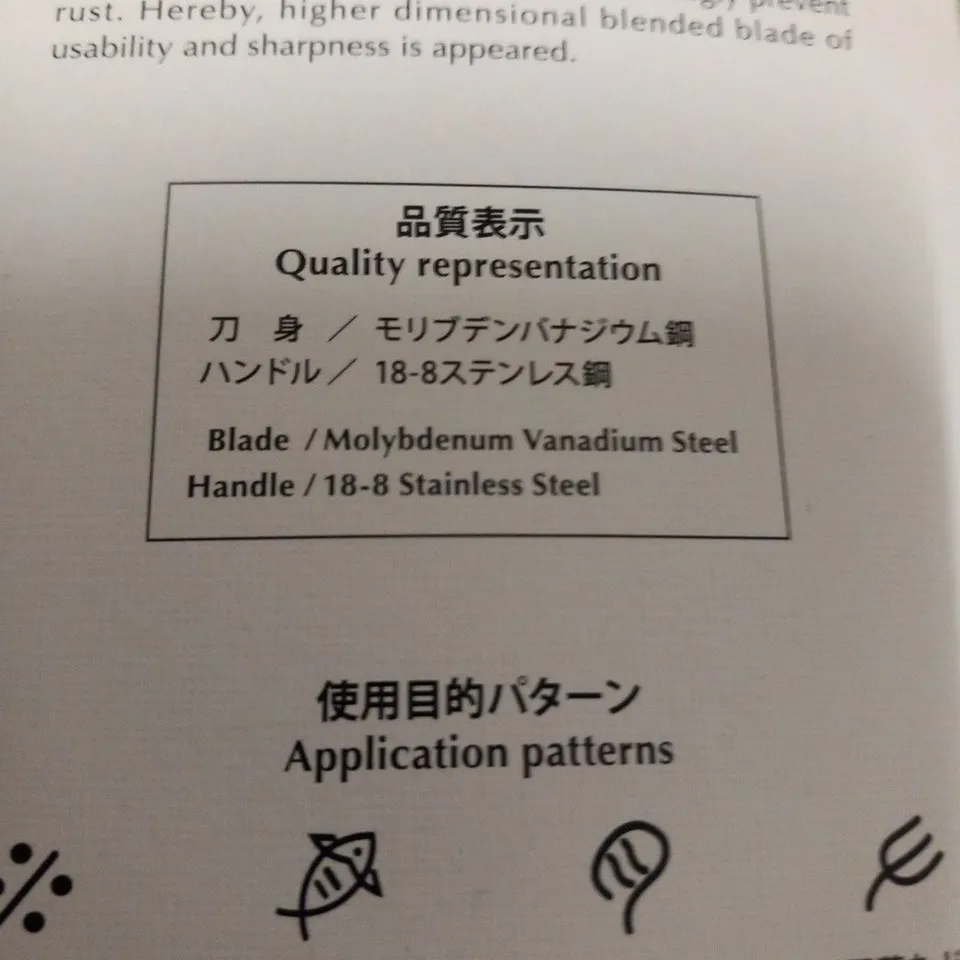 prevent
rust. Hereby, higher dimensional blended blade of
usability and sharpness is appeared.
品質表示
Quality representation
刀 身 ／ モリブデンバナジウム鋼
ハンドル ／ 18-8ステンレス鋼
Blade / Molybdenum Vanadium Steel
Handle / 18-8 Stainless Steel
使用目的パターン
Application patterns